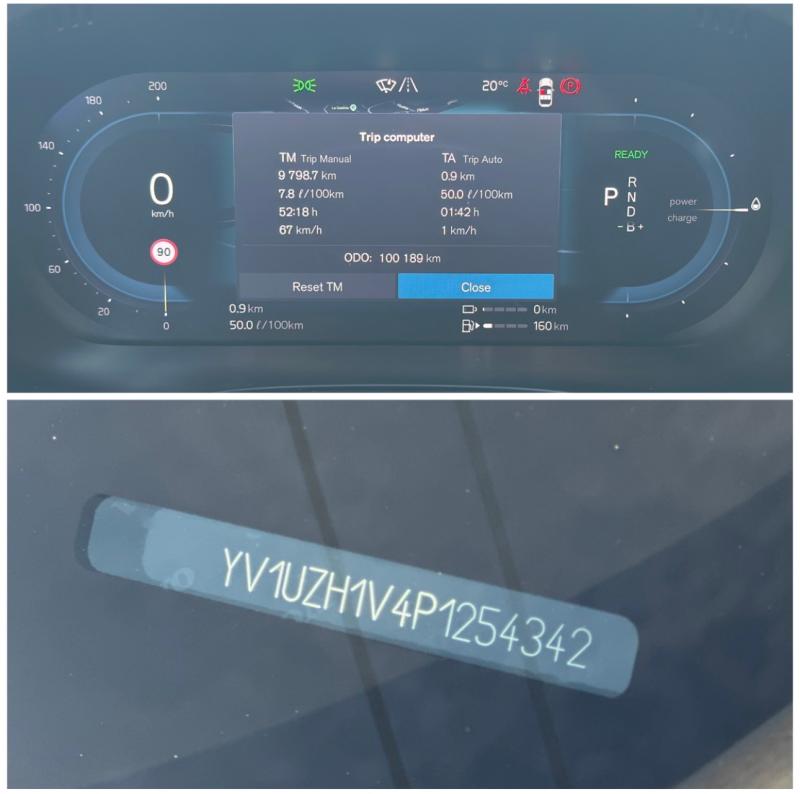 200
180
140
100
60
20
0
km/h
90
0
20°C
P
Trip computer
TM Trip Manual
TA Trip Auto
9 798.7 km
0.9 km
7.8 ℓ/100km
50.0 ℓ/100km
52:18 h
01:42 h
67 km/h
1 km/h
ODO: 100 189 km
Reset TM
Close
READY
P
R
N
D
- B +
power
charge
0.9 km
50.0 ℓ/100km
0 km
160 km
YV1UZH1V4P1254342